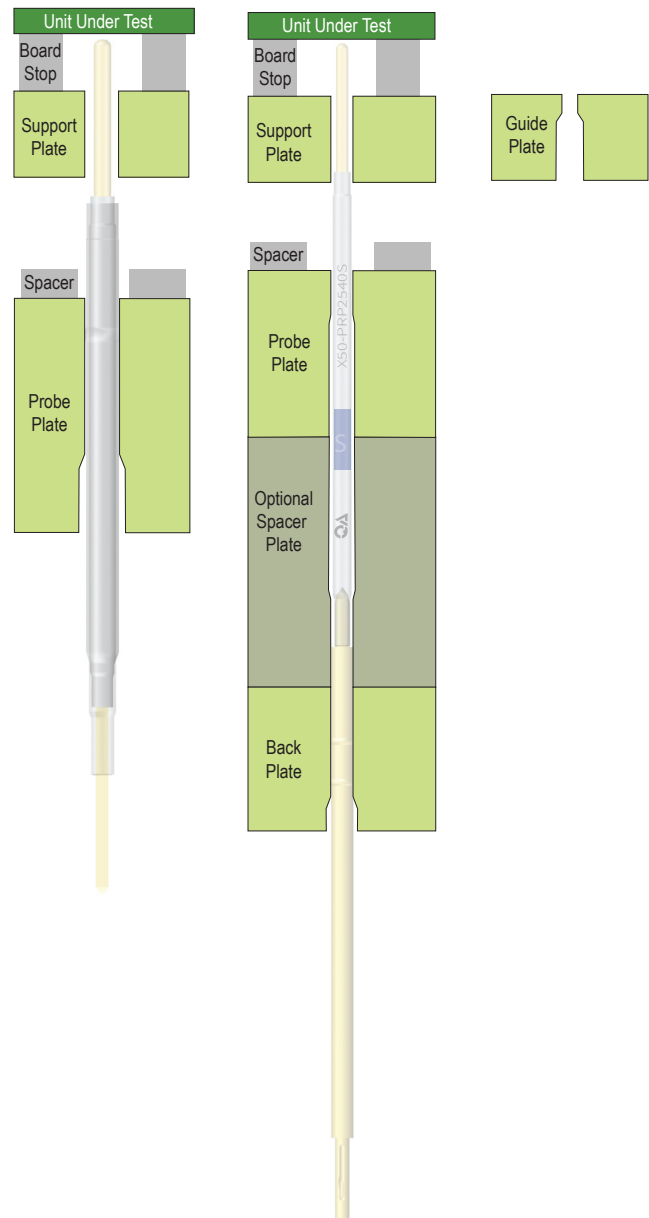 Unit Under Test
Board
Stop
Support
Plate
Spacer
Probe
Plate
Unit Under Test
Board
Stop
Support
Plate
Spacer
Probe
Plate
X50-PRP2540S
S
Optional
Spacer
Plate
Back
Plate
Guide
Plate